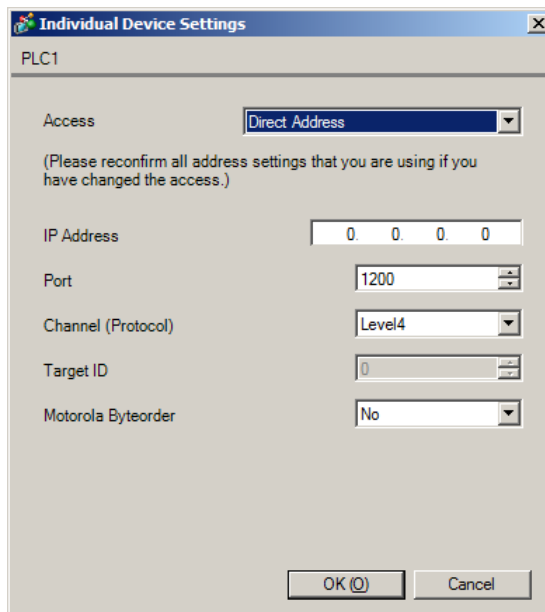 Individual Device Settings
PLC1
Access Direct Address
(Please reconfirm all address settings that you are using if you
have changed the access.)
IP Address 0. 0. 0. 0
Port 1200
Channel (Protocol) Level4
Target ID 0
Motorola Byteorder No
OK (O) Cancel